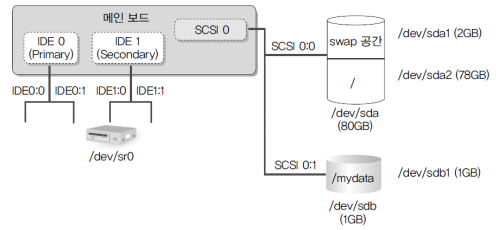 메인 보드
IDE 0
(Primary)
IDE 1
(Secondary)
SCSI 0
IDE0:0
IDE0:1
IDE1:0
IDE1:1
/dev/sr0
SCSI 0:0
swap 공간
/
/dev/sda1 (2GB)
/dev/sda2 (78GB)
/dev/sda
(80GB)
SCSI 0:1
/mydata
/dev/sdb1 (1GB)
/dev/sdb
(1GB)